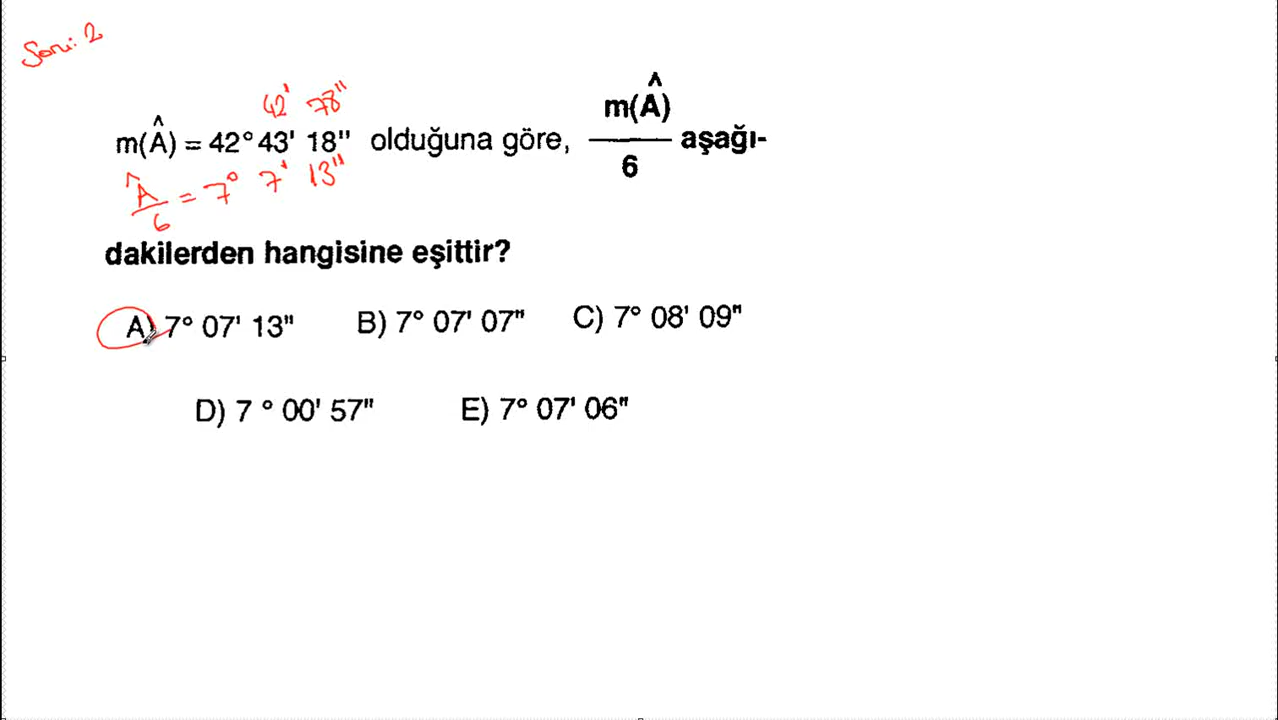 Soru: 2
42' 78"
m(Â) = 42° 43' 18" olduğuna göre, m(Â)/6 aşağı-
Â/6 = 7° 7' 13"
dakilerden hangisine eşittir?
A) 7° 07' 13" B) 7° 07' 07" C) 7° 08' 09"
D) 7 ° 00' 57" E) 7° 07' 06"